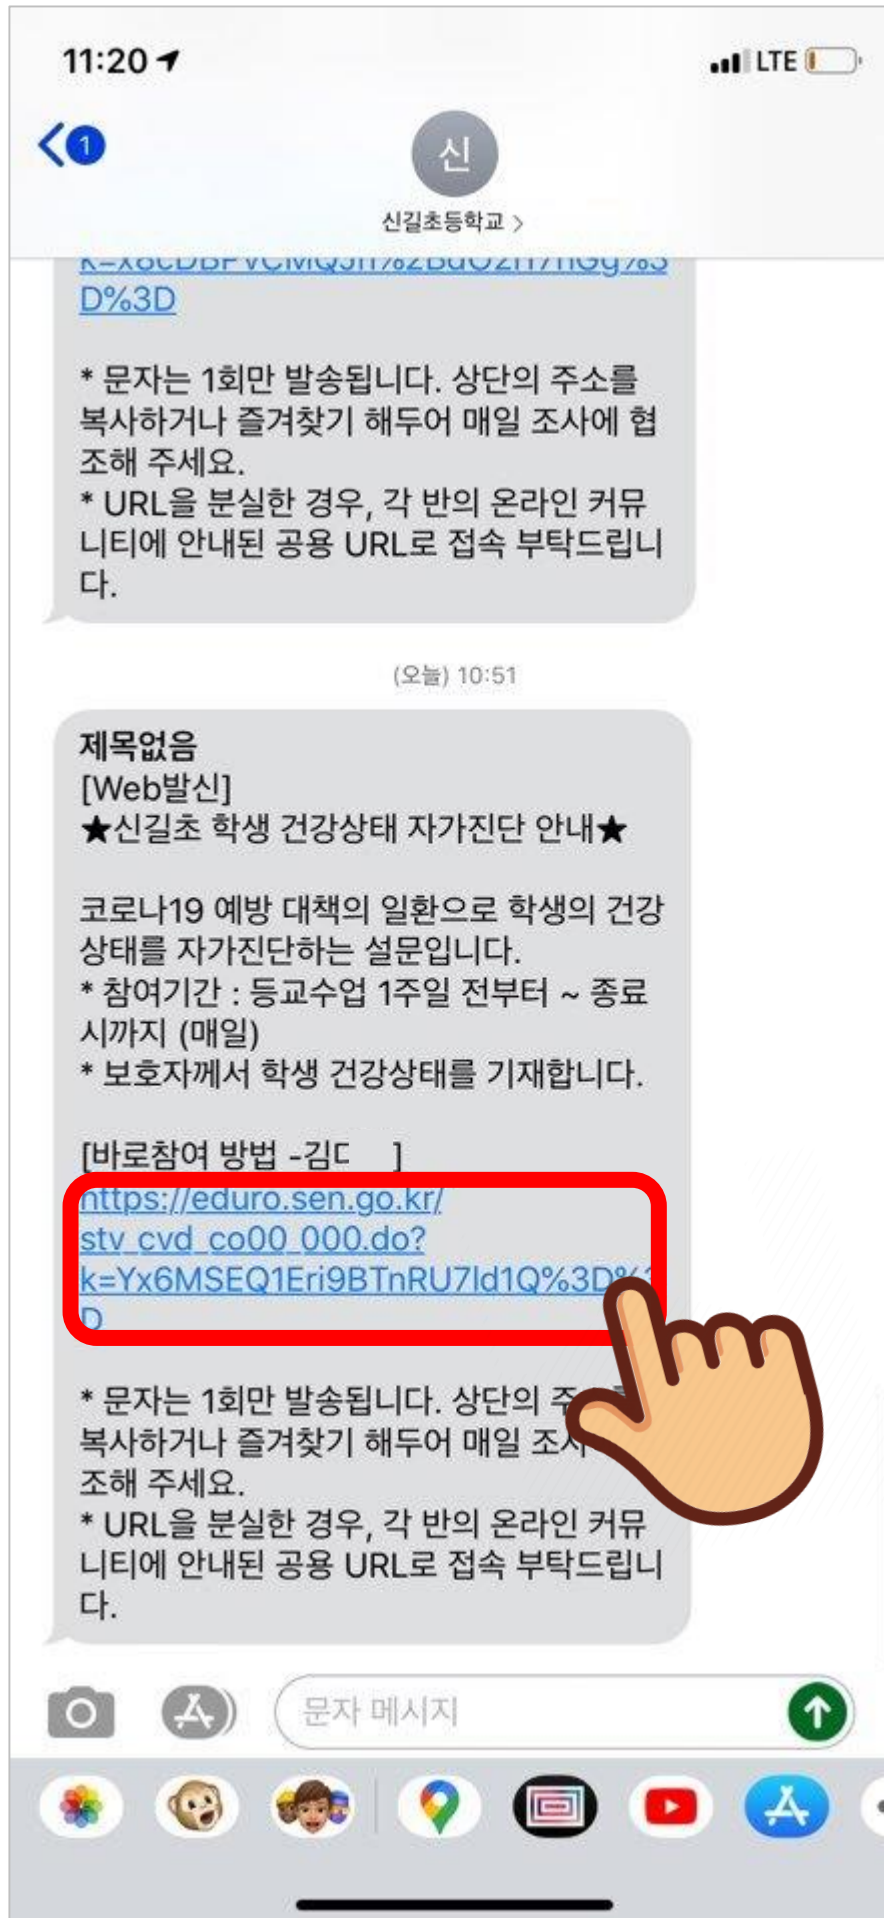 11:20
LTE
1
신
신길초등학교
D%3D
* 문자는 1회만 발송됩니다. 상단의 주소를
복사하거나 즐겨찾기 해두어 매일 조사에 협
조해 주세요.
* URL을 분실한 경우, 각 반의 온라인 커뮤
니티에 안내된 공용 URL로 접속 부탁드립니
다.
(오늘) 10:51
제목없음
[Web발신]
★신길초 학생 건강상태 자가진단 안내★
코로나19 예방 대책의 일환으로 학생의 건강
상태를 자가진단하는 설문입니다.
* 참여기간 : 등교수업 1주일 전부터 ~ 종료
시까지 (매일)
* 보호자께서 학생 건강상태를 기재합니다.
[바로참여 방법 -김 ]
https://eduro.sen.go.kr/
stv_cvd_co00_000.do?
k=Yx6MSEQ1Eri9BTnRU7ld1Q%3D%3
D
* 문자는 1회만 발송됩니다. 상단의
복사하거나 즐겨찾기 해두어 매일 조사
조해 주세요.
* URL을 분실한 경우, 각 반의 온라인 커뮤
니티에 안내된 공용 URL로 접속 부탁드립니
다.
문자 메시지